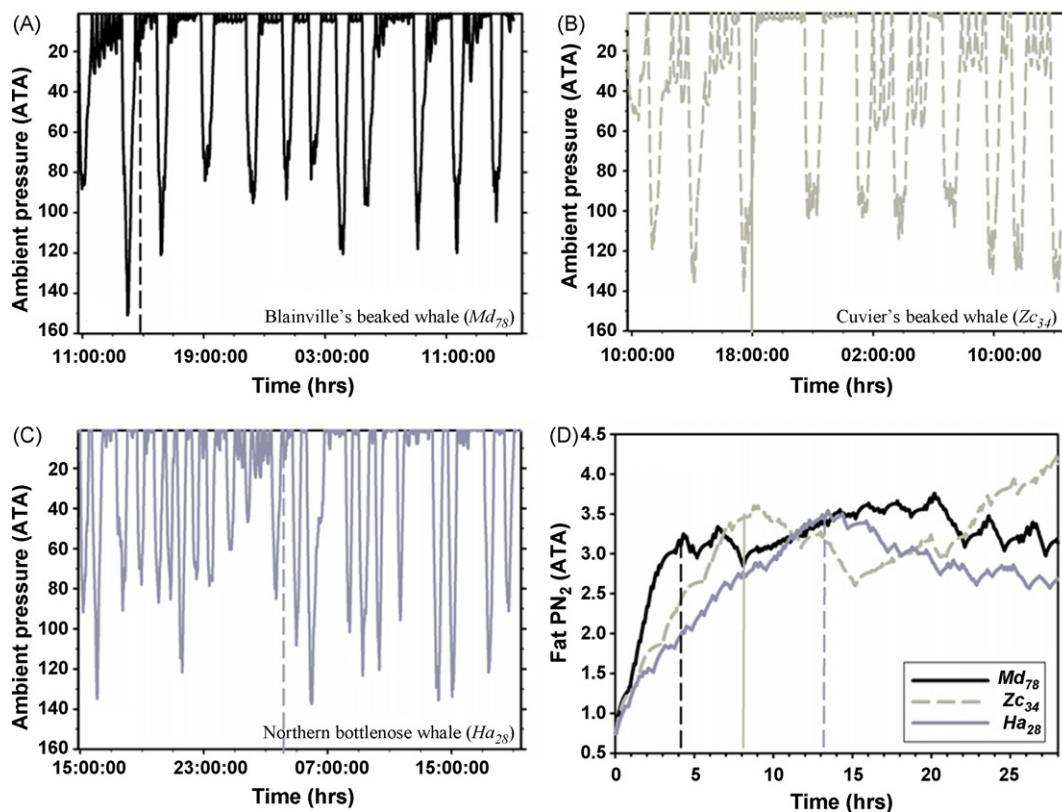 (A)
Ambient pressure (ATA)
20
40
60
80
100
120
140
160
11:00:00 19:00:00 03:00:00 11:00:00
Time (hrs)
Blainville's beaked whale (Md78)
(B)
Ambient pressure (ATA)
20
40
60
80
100
120
140
160
10:00:00 18:00:00 02:00:00 10:00:00
Time (hrs)
Cuvier's beaked whale (Zc34)
(C)
Ambient pressure (ATA)
20
40
60
80
100
120
140
160
15:00:00 23:00:00 07:00:00 15:00:00
Time (hrs)
Northern bottlenose whale (Ha28)
(D)
Fat PN2 (ATA)
4.5
4.0
3.5
3.0
2.5
2.0
1.5
1.0
0.5
0 5 10 15 20 25
Time (hrs)
Md78
Zc34
Ha28